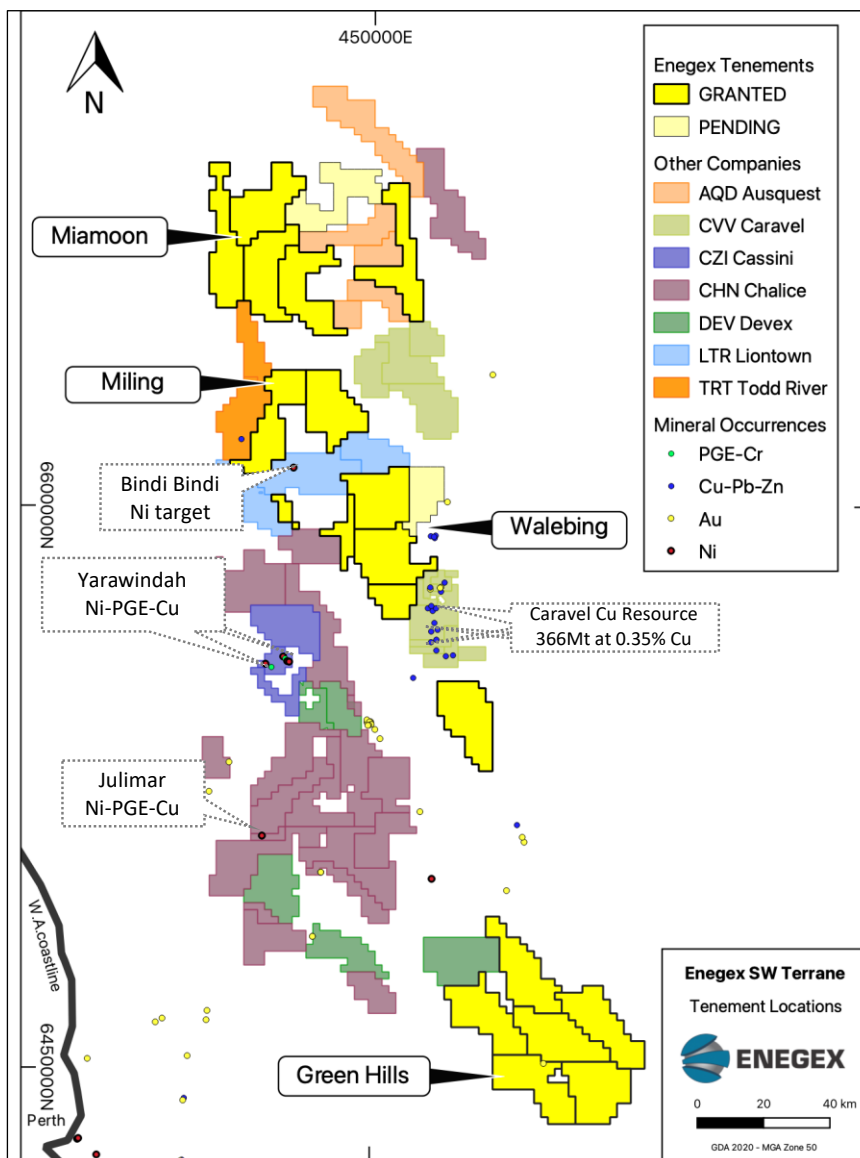 450000E
N
Enegex Tenements
GRANTED
PENDING
Other Companies
AQD Ausquest
CVV Caravel
CZI Cassini
CHN Chalice
DEV Devex
LTR Liontown
TRT Todd River
Mineral Occurrences
PGE-Cr
Cu-Pb-Zn
Au
Ni
Miamoon
Miling
Bindi Bindi
Ni target
6600000N
Walebing
Yarawindah
Ni-PGE-Cu
Caravel Cu Resource
366Mt at 0.35% Cu
Julimar
Ni-PGE-Cu
W.A.coastline
6450000N
Green Hills
Perth
Enegex SW Terrane
Tenement Locations
ENEGEX
0 20 40 km
GDA 2020 - MGA Zone 50